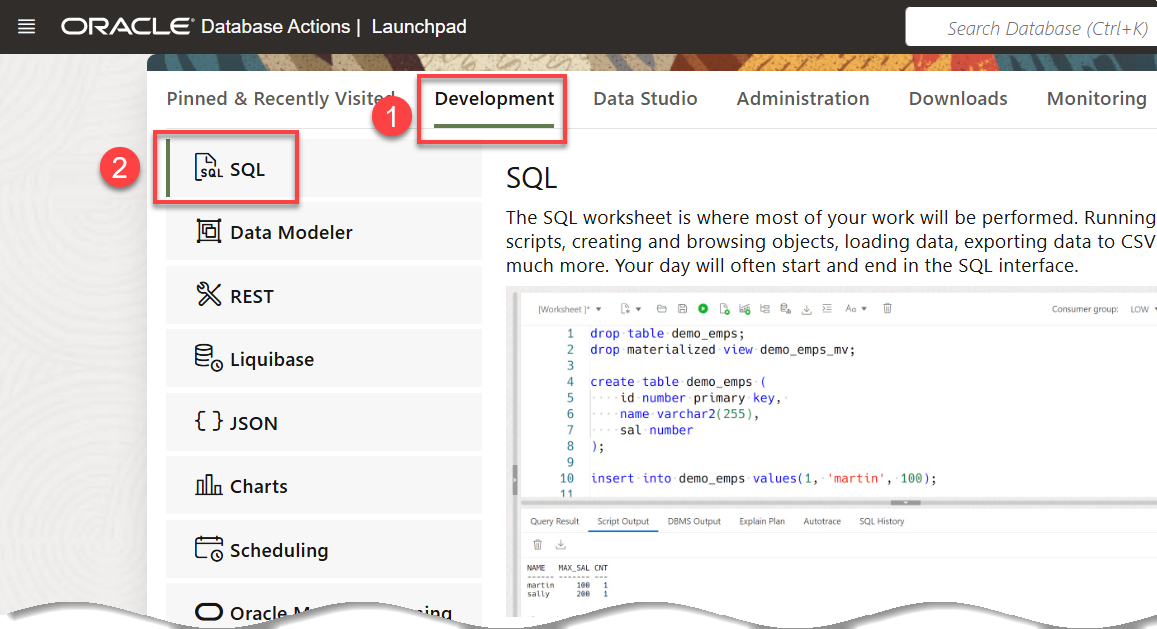 ORACLE Database Actions | Launchpad
Search Database (Ctrl+K)
Pinned & Recently Visited
Development
Data Studio
Administration
Downloads
Monitoring
1
2
SQL
SQL
Data Modeler
REST
Liquibase
{ } JSON
Charts
Scheduling
Oracle
SQL
The SQL worksheet is where most of your work will be performed. Running
scripts, creating and browsing objects, loading data, exporting data to CSV
much more. Your day will often start and end in the SQL interface.
[Worksheet ]*
Aa
Consumer group: LOW
1 drop table demo_emps;
2 drop materialized view demo_emps_mv;
3
4 create table demo_emps (
5 ····id number primary key,·
6 ····name varchar2(255),
7 ····sal number
8 );
9
10 insert into demo_emps values(1, 'martin', 100);
11
Query Result
Script Output
DBMS Output
Explain Plan
Autotrace
SQL History
NAME MAX_SAL CNT
------ ------- ---
martin 100 1
sally 200 1